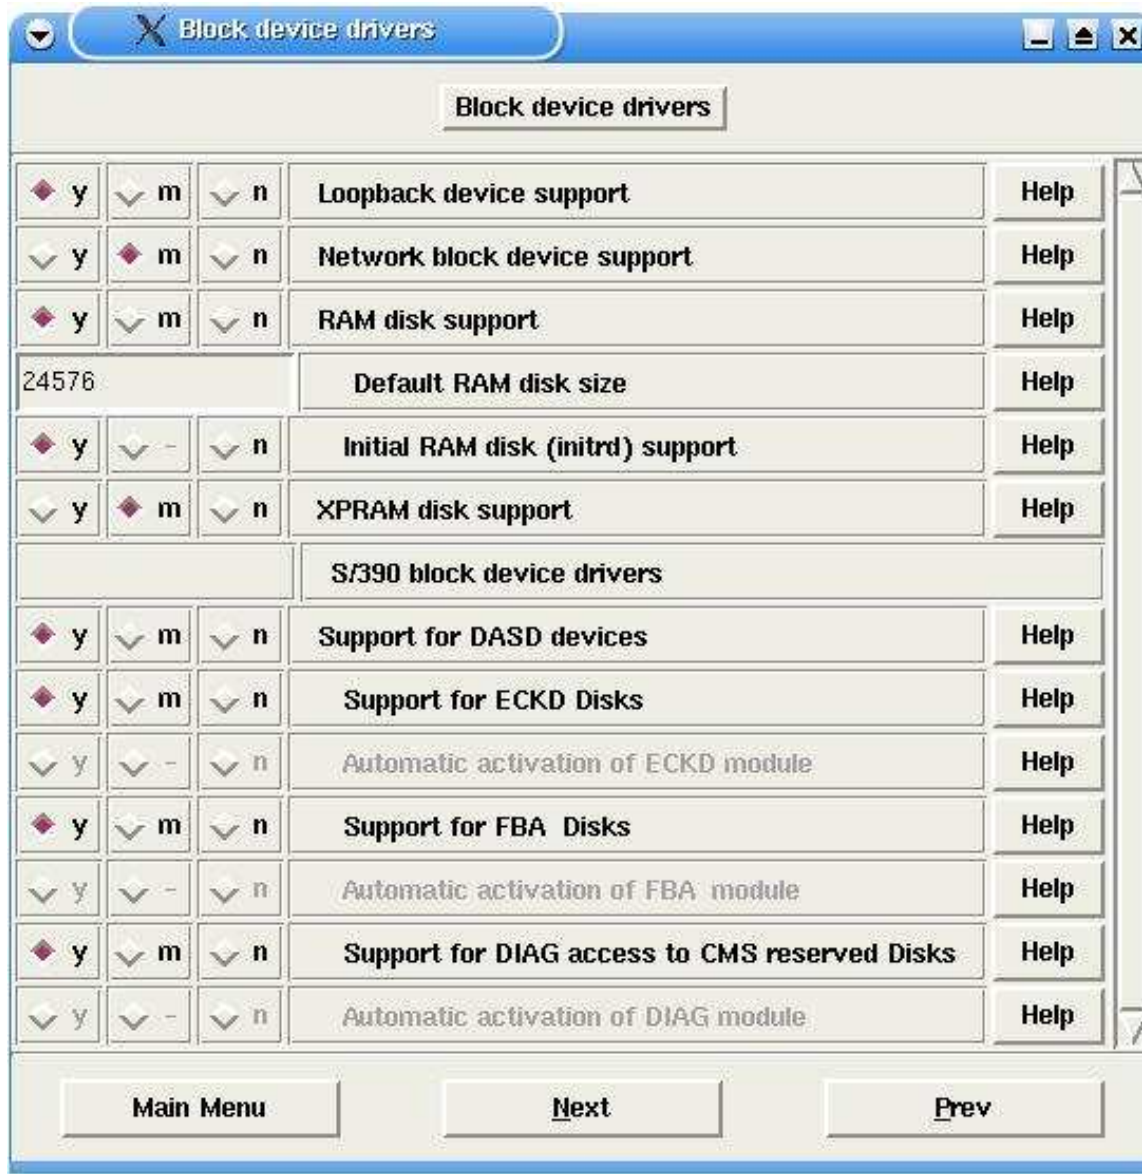 Block device drivers
Block device drivers
y m n Loopback device support Help
y m n Network block device support Help
y m n RAM disk support Help
24576 Default RAM disk size Help
y - n Initial RAM disk (initrd) support Help
y m n XPRAM disk support Help
S/390 block device drivers
y m n Support for DASD devices Help
y m n Support for ECKD Disks Help
y - n Automatic activation of ECKD module Help
y m n Support for FBA Disks Help
y - n Automatic activation of FBA module Help
y m n Support for DIAG access to CMS reserved Disks Help
y - n Automatic activation of DIAG module Help
Main Menu Next Prev